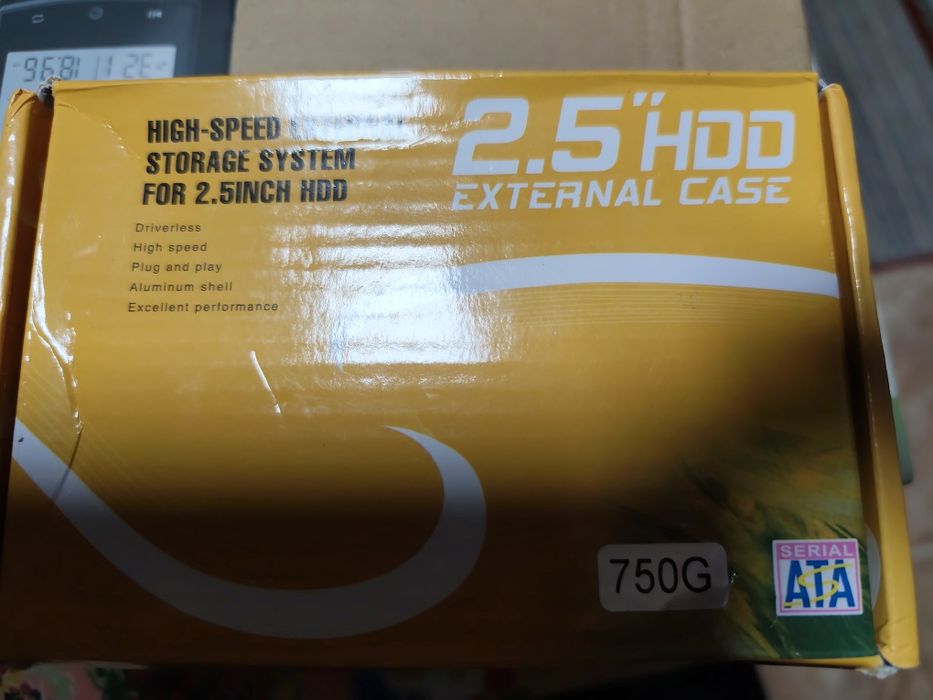 HIGH-SPEED EXTERNAL
STORAGE SYSTEM
FOR 2.5INCH HDD
Driverless
High speed
Plug and play
Aluminum shell
Excellent performance
2.5" HDD
EXTERNAL CASE
750G
SERIAL
ATA